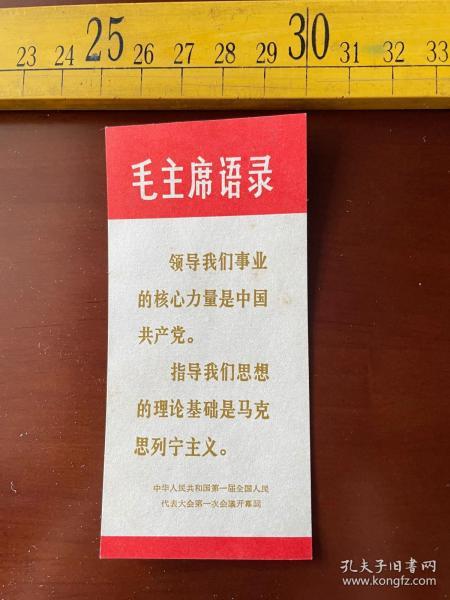 23 24 25 26 27 28 29 30 31 32 33
毛主席语录
领导我们事业
的核心力量是中国
共产党。
指导我们思想
的理论基础是马克
思列宁主义。
中华人民共和国第一届全国人民
代表大会第一次会议开幕词
孔夫子旧书网
www.kongfz.com